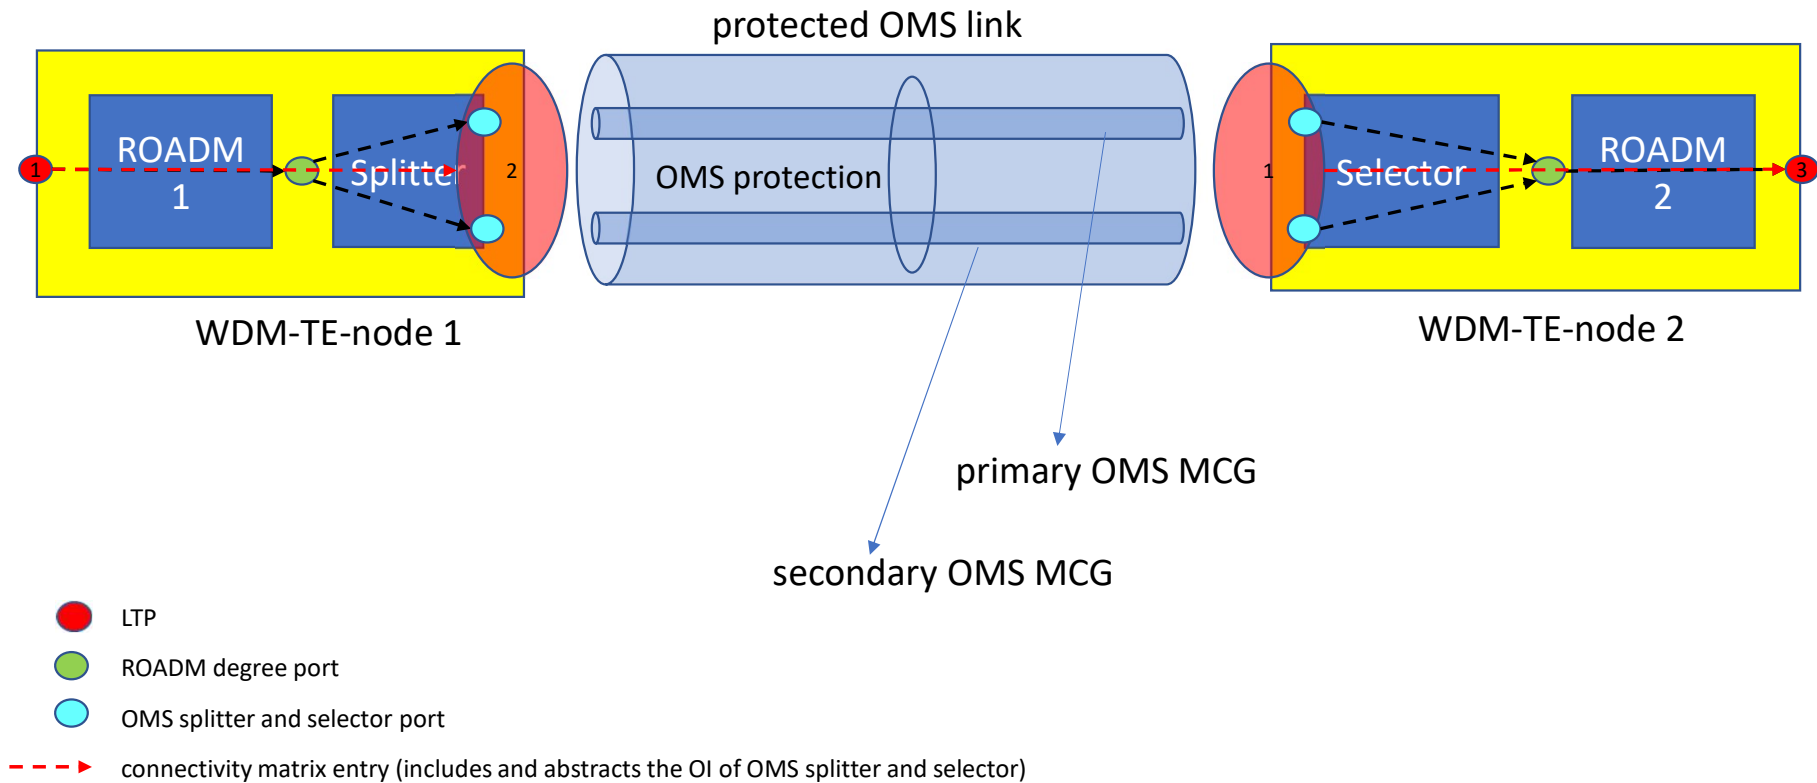 protected OMS link
ROADM
1
Splitter
1
2
OMS protection
1
Selector
ROADM
2
3
WDM-TE-node 1
WDM-TE-node 2
primary OMS MCG
secondary OMS MCG
LTP
ROADM degree port
OMS splitter and selector port
connectivity matrix entry (includes and abstracts the OI of OMS splitter and selector)